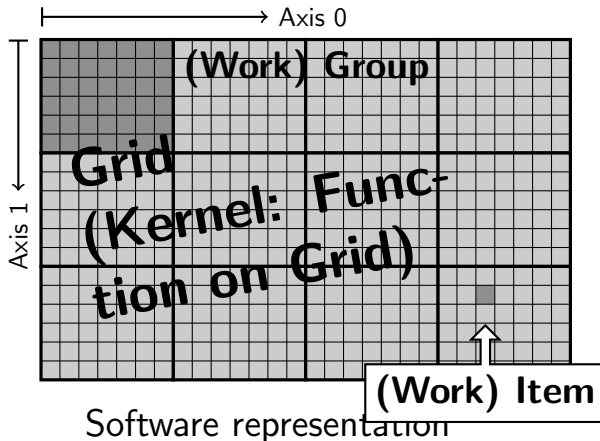 Axis 0
(Work) Group
Axis 1
Grid
(Kernel: Func-
tion on Grid)
(Work) Item
Software representation